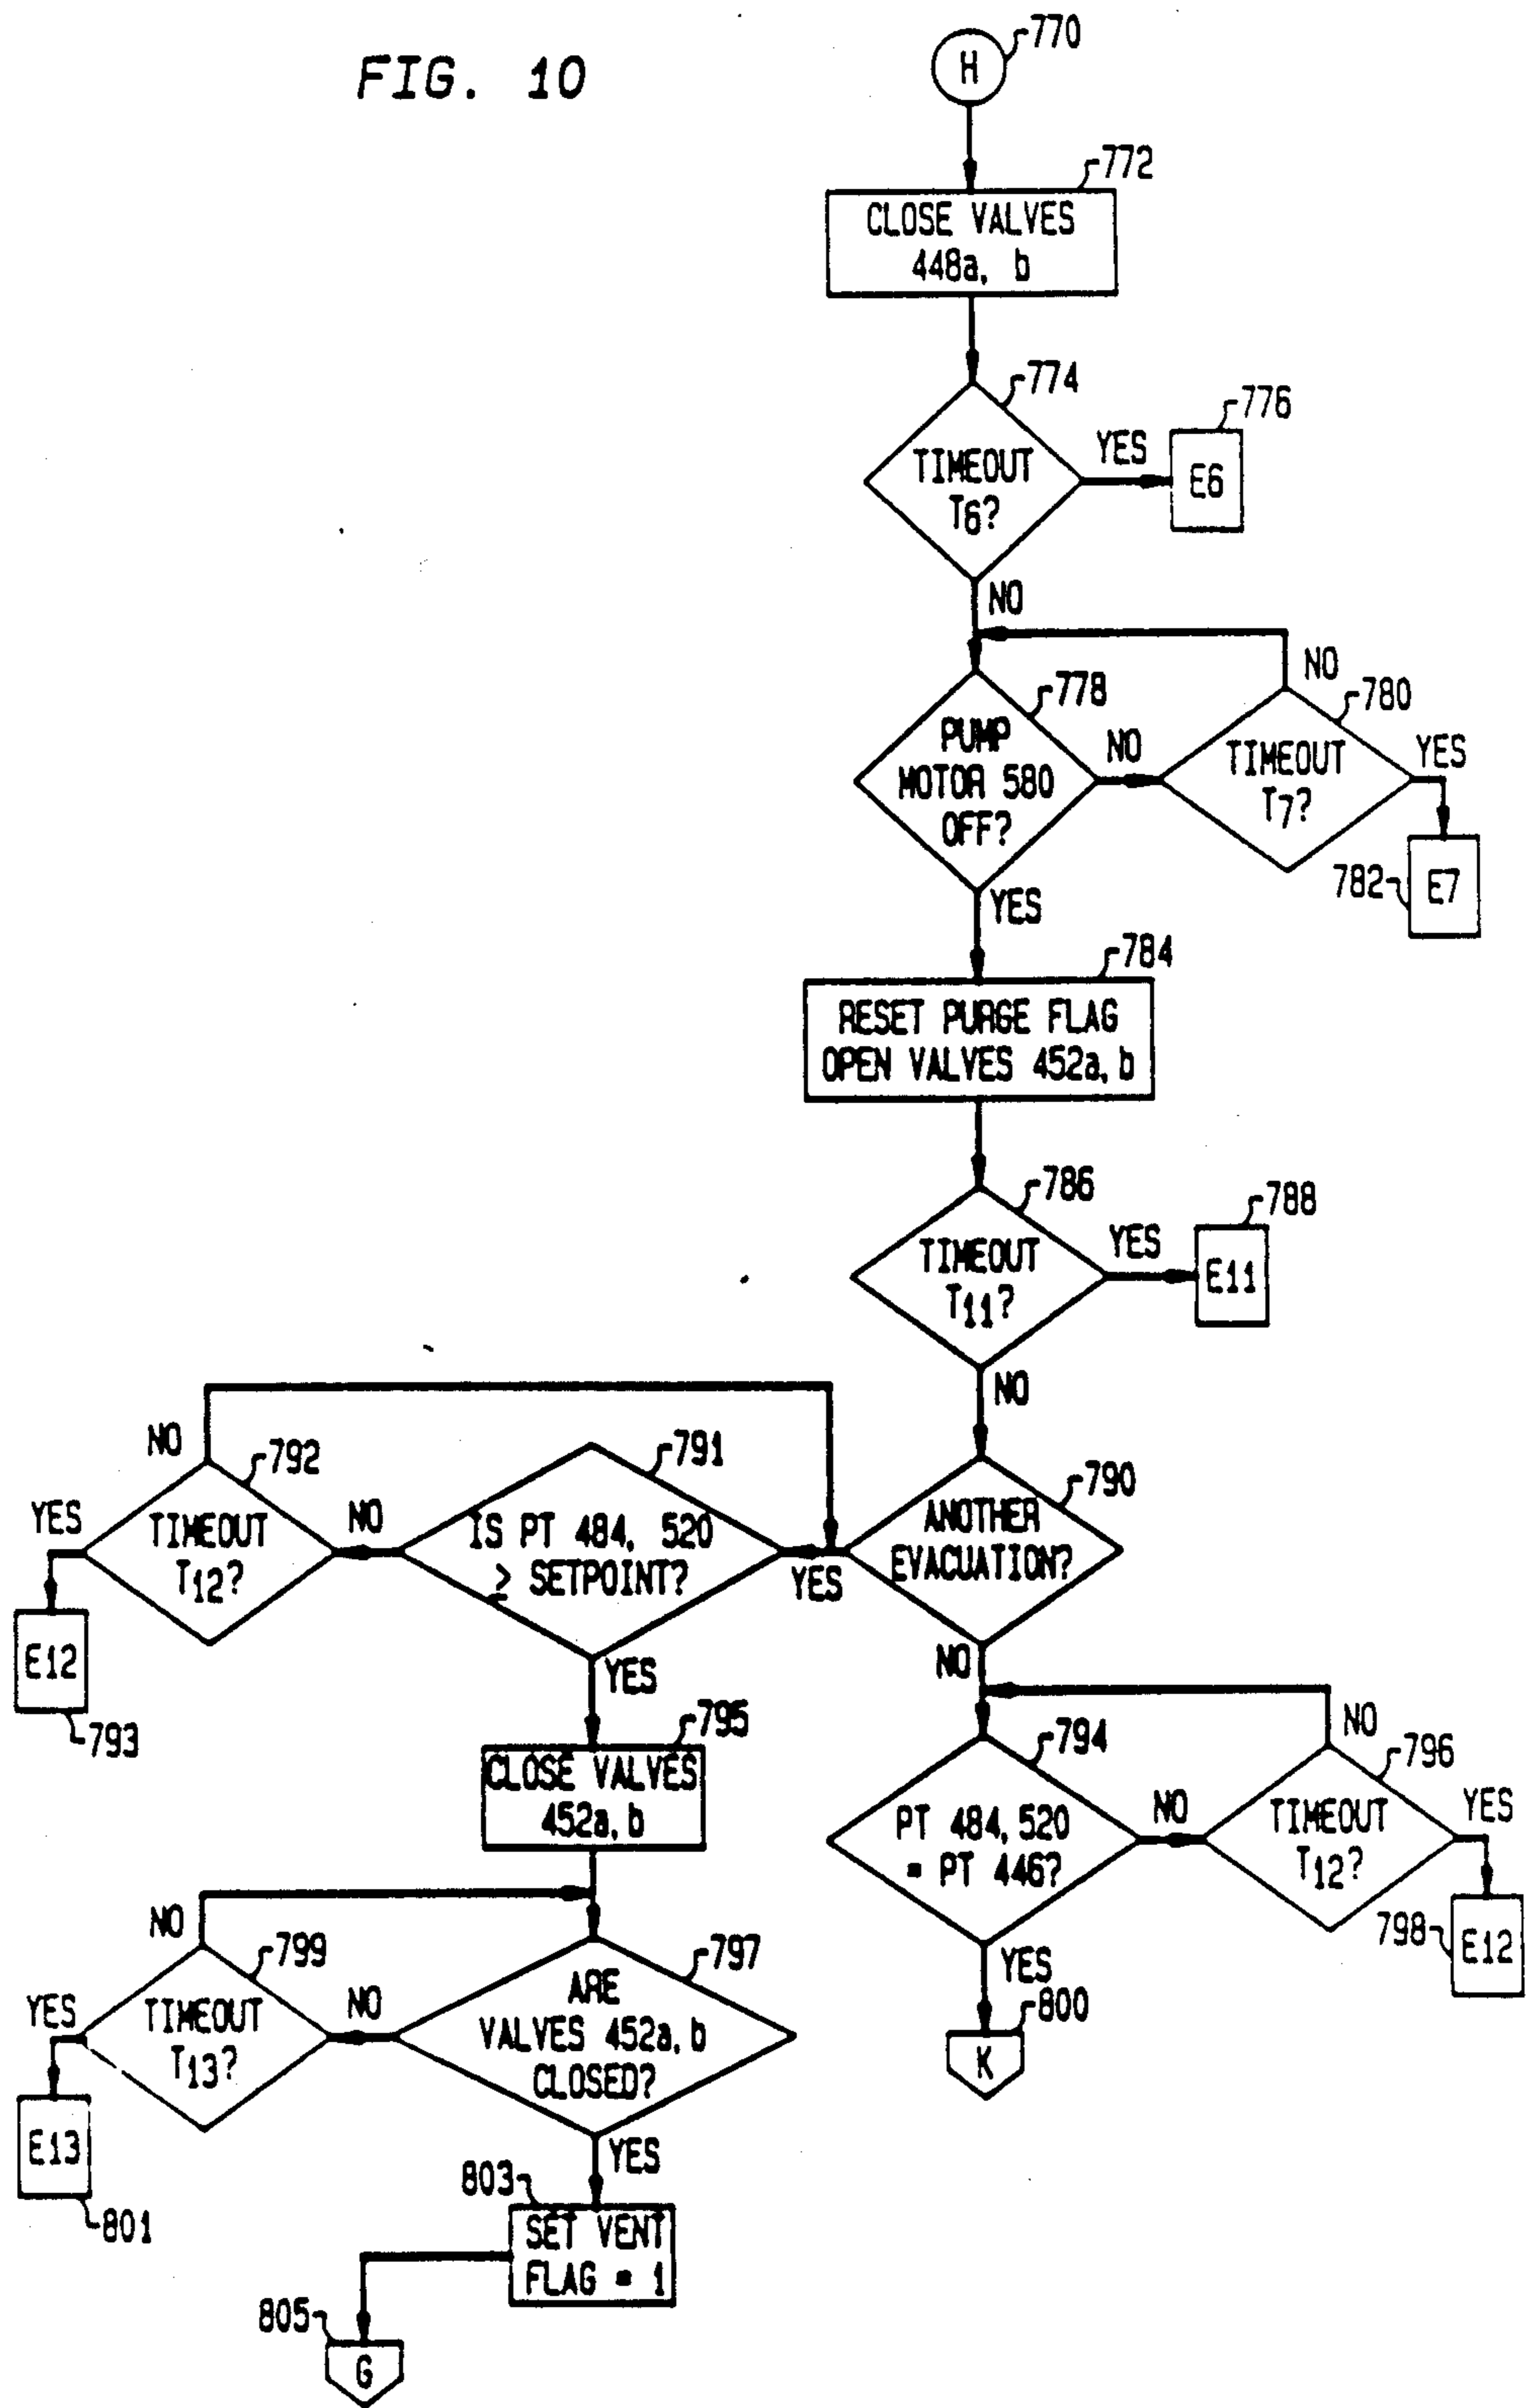 FIG. 10
H
770
772
CLOSE VALVES
448a, b
774
TIMEOUT
T6?
YES
776
E6
NO
778
PUMP
MOTOR 580
OFF?
NO
NO
780
TIMEOUT
T7?
YES
782
E7
YES
784
RESET PURGE FLAG
OPEN VALVES 452a, b
786
TIMEOUT
T11?
YES
788
E11
NO
790
ANOTHER
EVACUATION?
YES
791
IS PT 484, 520
≥ SETPOINT?
NO
NO
792
TIMEOUT
T12?
YES
E12
793
YES
795
CLOSE VALVES
452a, b
797
ARE
VALVES 452a, b
CLOSED?
NO
NO
799
TIMEOUT
T13?
YES
E13
801
YES
803
SET VENT
FLAG = 1
805
G
NO
794
PT 484, 520
= PT 446?
NO
NO
796
TIMEOUT
T12?
YES
798
E12
YES
800
K